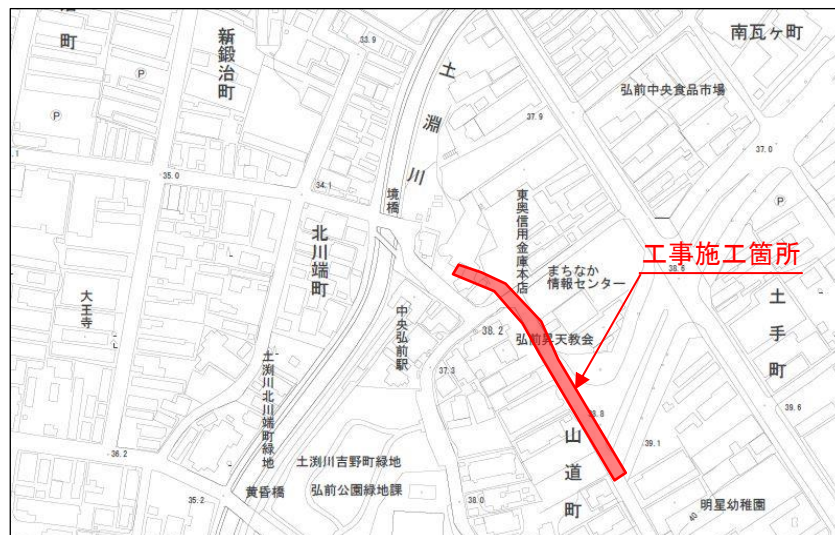 町
新鍛治町
33.9
土淵川
南瓦ヶ町
弘前中央食品市場
37.9
37.0
P
P
P
35.0
34.1
境橋
北川端町
東奥信用金庫本店
工事施工箇所
まちなか
情報センター
38.6
土手町
大王寺
中央弘前駅
38.2
弘前昇天教会
37.3
土淵川北川端町緑地
38.8
39.6
39.1
山道町
36.2
土渕川吉野町緑地
黄昏橋
弘前公園緑地課
35.2
38.0
明星幼稚園
40